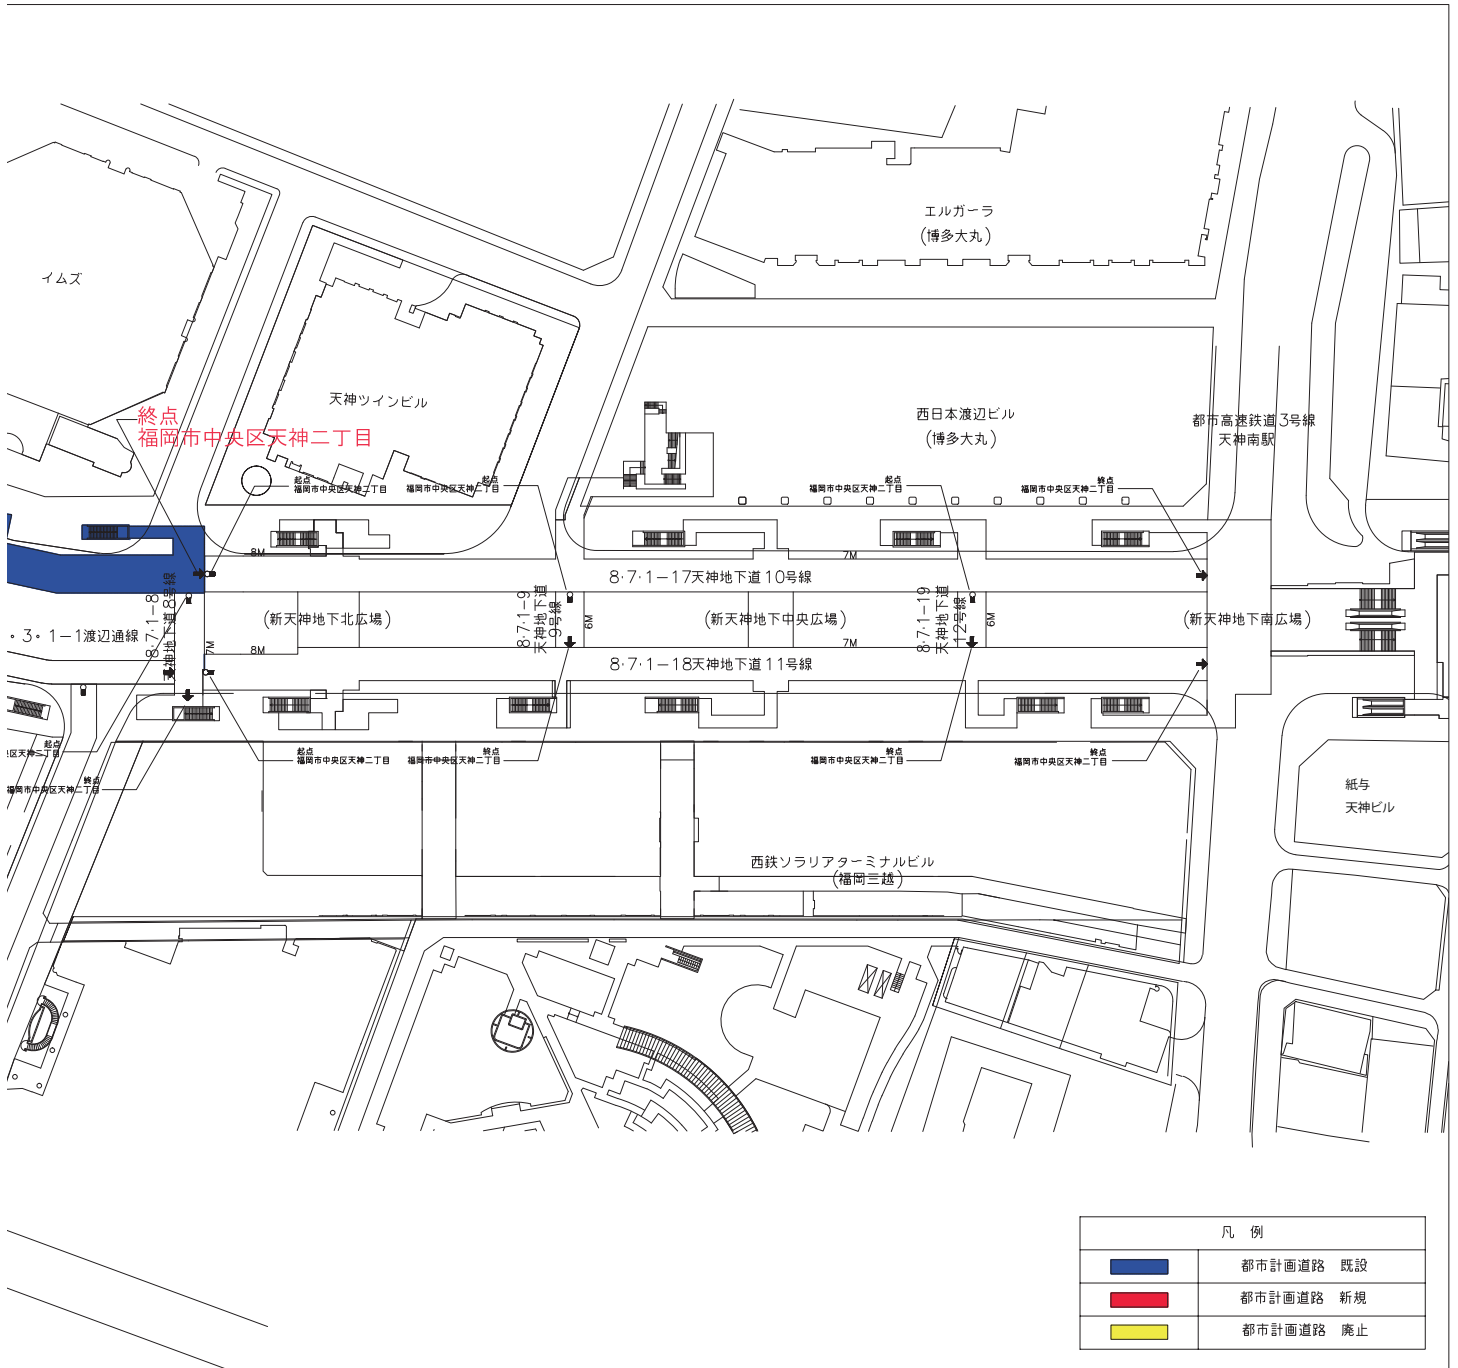 エルガーラ
(博多大丸)
イムズ
天神ツインビル
終点
福岡市中央区天神二丁目
西日本渡辺ビル
(博多大丸)
都市高速鉄道3号線
天神南駅
起点
福岡市中央区天神二丁目
起点
福岡市中央区天神二丁目
起点
福岡市中央区天神二丁目
終点
福岡市中央区天神二丁目
8M
7M
8・7・1－17天神地下道10号線
8・7・1－8
天神地下道8号線
(新天神地下北広場)
8・7・1－9
天神地下道
9号線
6M
(新天神地下中央広場)
8・7・1－19
天神地下道
12号線
6M
(新天神地下南広場)
・3・1－1渡辺通線
7M
8M
7M
8・7・1－18天神地下道11号線
起点
区天神二丁目
終点
福岡市中央区天神二丁目
起点
福岡市中央区天神二丁目
終点
福岡市中央区天神二丁目
終点
福岡市中央区天神二丁目
終点
福岡市中央区天神二丁目
紙与
天神ビル
西鉄ソラリアターミナルビル
(福岡三越)
凡 例
都市計画道路 既設
都市計画道路 新規
都市計画道路 廃止